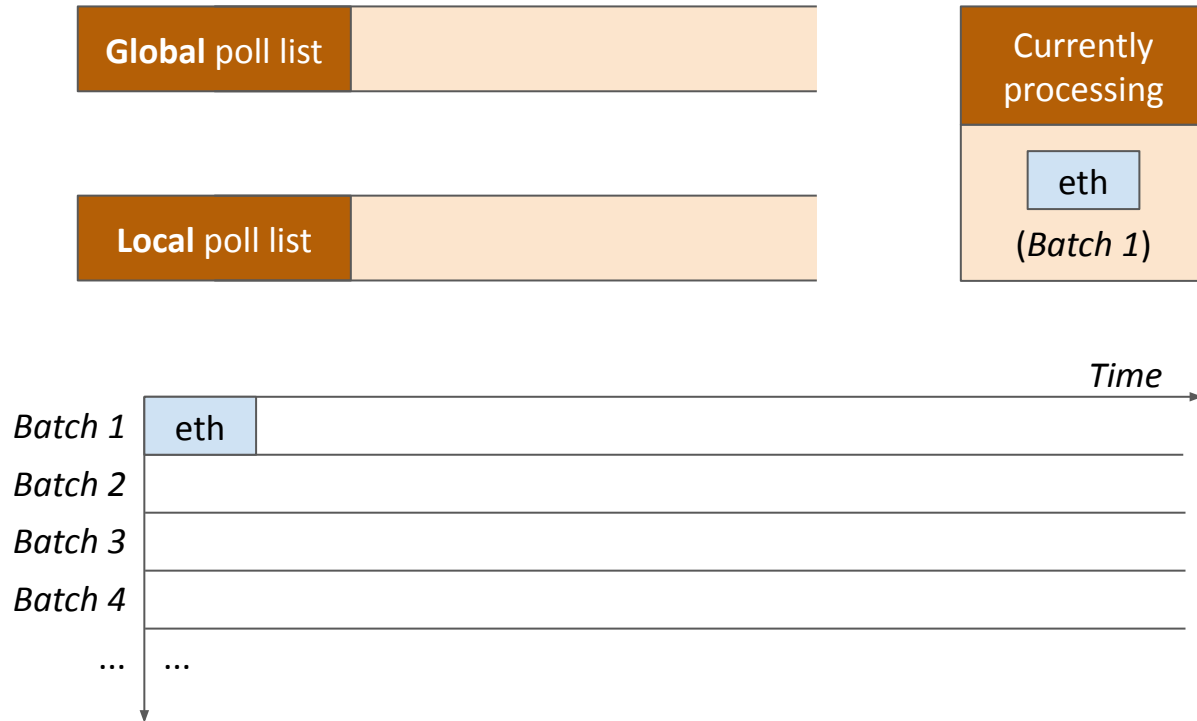 Global poll list
Currently
processing
eth
(Batch 1)
Local poll list
Time
Batch 1
eth
Batch 2
Batch 3
Batch 4
... ...